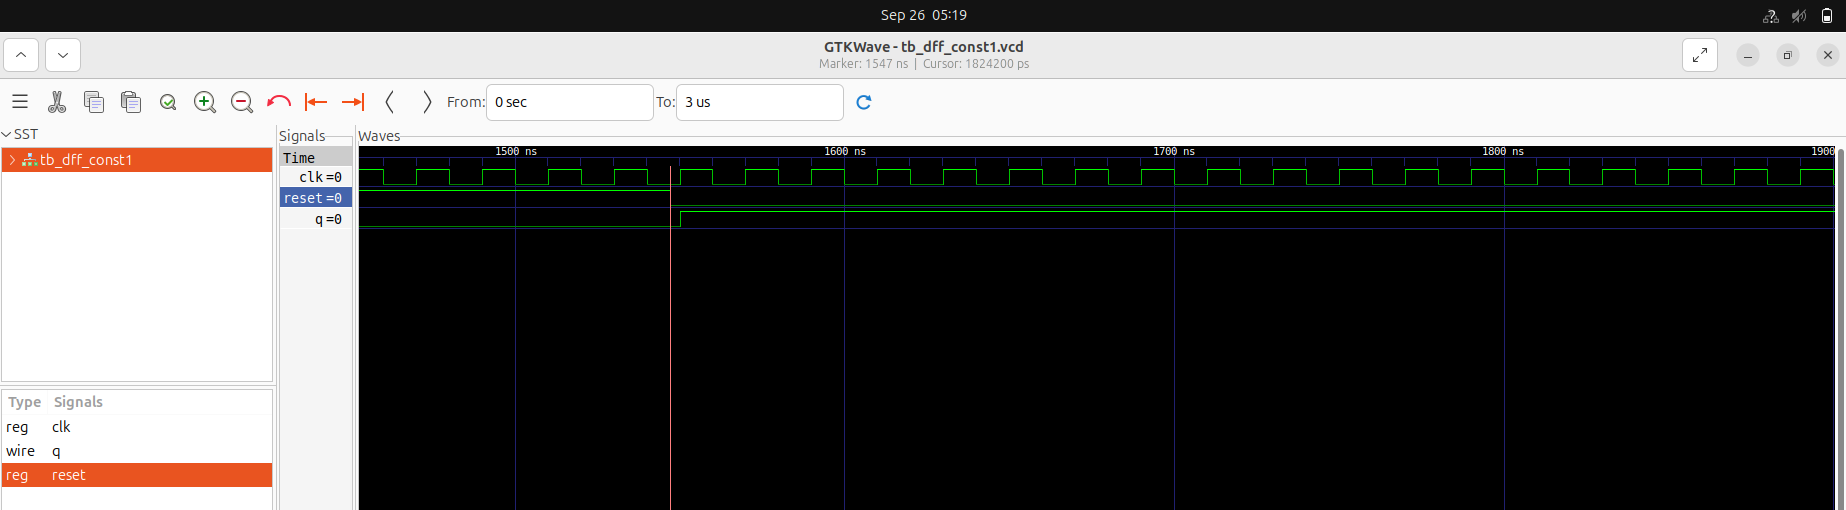 Sep 26 05:19
GTKWave - tb_dff_const1.vcd
Marker: 1547 ns | Cursor: 1824200 ps
From: 0 sec To: 3 us
SST
tb_dff_const1
Type Signals
reg clk
wire q
reg reset
Signals
Time
clk =0
reset =0
q =0
Waves
1500 ns 1600 ns 1700 ns 1800 ns 1900